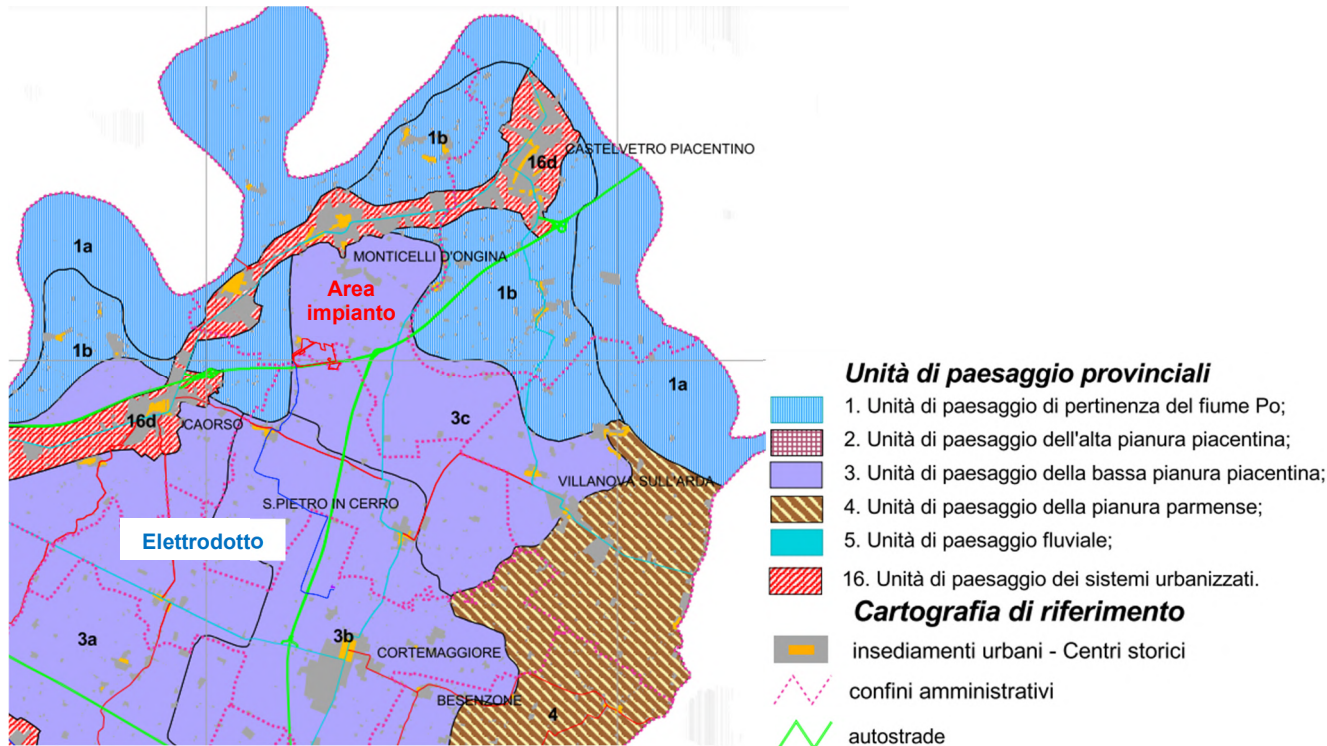 1b
16d
CASTELVETRO PIACENTINO
1a
MONTICELLI D'ONGINA
Area
impianto
1b
1b
1a
16d
CAORSO
3c
VILLANOVA SULL'ARDA
S.PIETRO IN CERRO
Elettrodotto
3a
3b
CORTEMAGGIORE
BESENZONE
4
Unità di paesaggio provinciali
1. Unità di paesaggio di pertinenza del fiume Po;
2. Unità di paesaggio dell'alta pianura piacentina;
3. Unità di paesaggio della bassa pianura piacentina;
4. Unità di paesaggio della pianura parmense;
5. Unità di paesaggio fluviale;
16. Unità di paesaggio dei sistemi urbanizzati.
Cartografia di riferimento
insediamenti urbani - Centri storici
confini amministrativi
autostrade